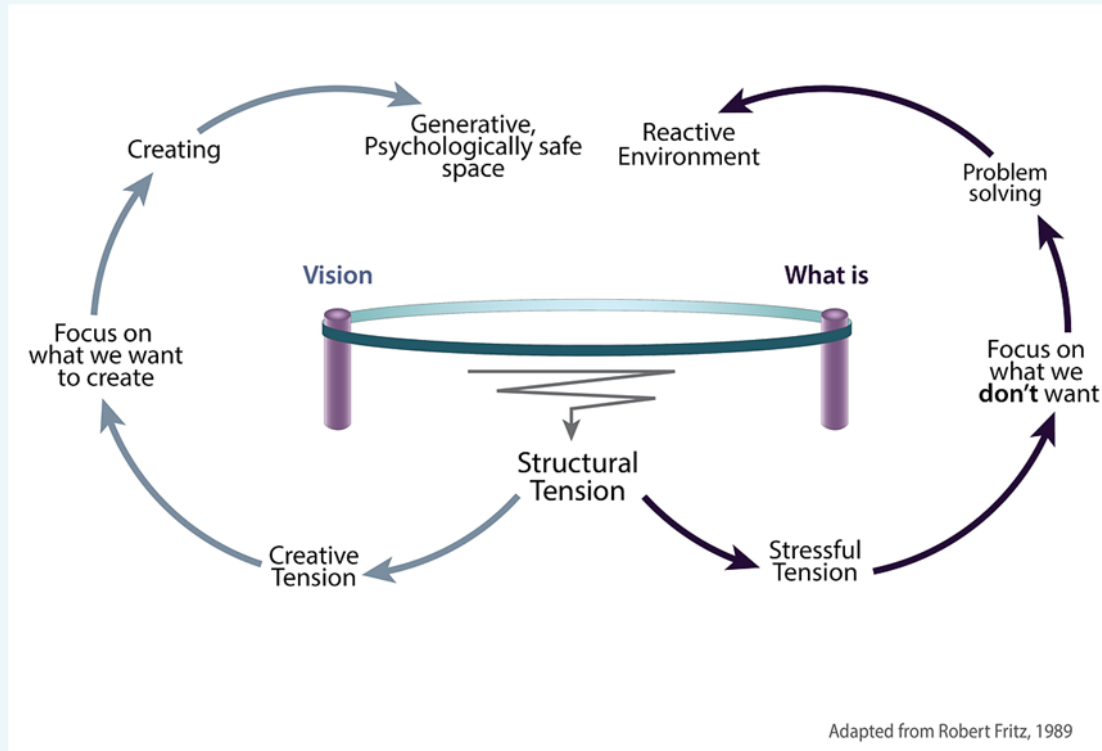 Creating
Generative,
Psychologically safe
space
Reactive
Environment
Problem
solving
Vision
What is
Focus on
what we want
to create
Focus on
what we
don't want
Structural
Tension
Creative
Tension
Stressful
Tension
Adapted from Robert Fritz, 1989